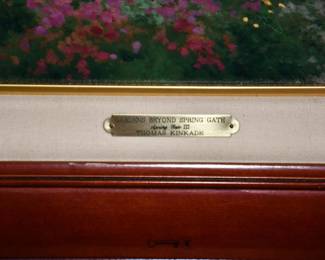 GARDENS BEYOND SPRING GATE
Spring Gate III
THOMAS KINKADE